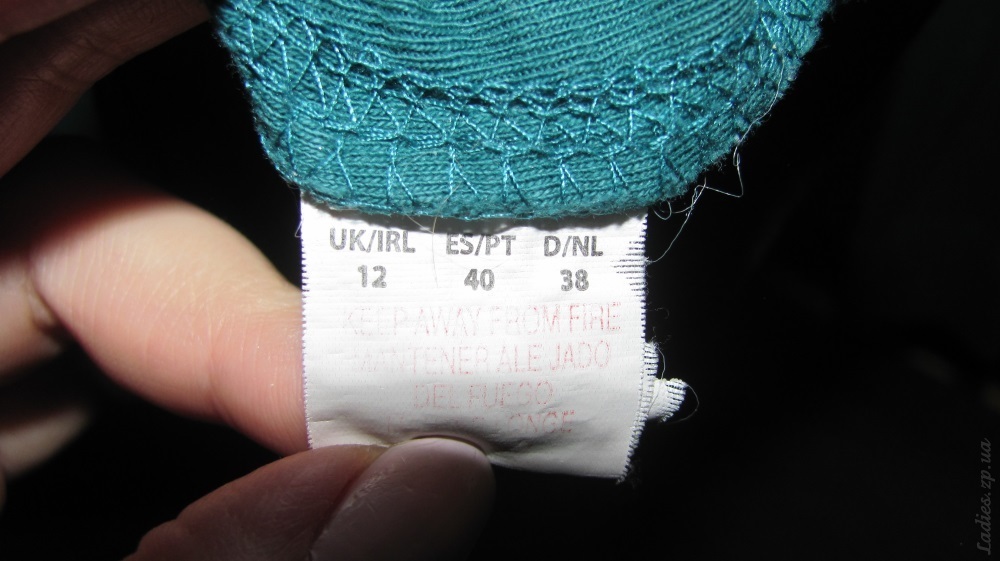 UK/IRL ES/PT D/NL
12 40 38
KEEP AWAY FROM FIRE
MANTENER ALEJADO
DEL FUEGO
Ladies.zp.ua